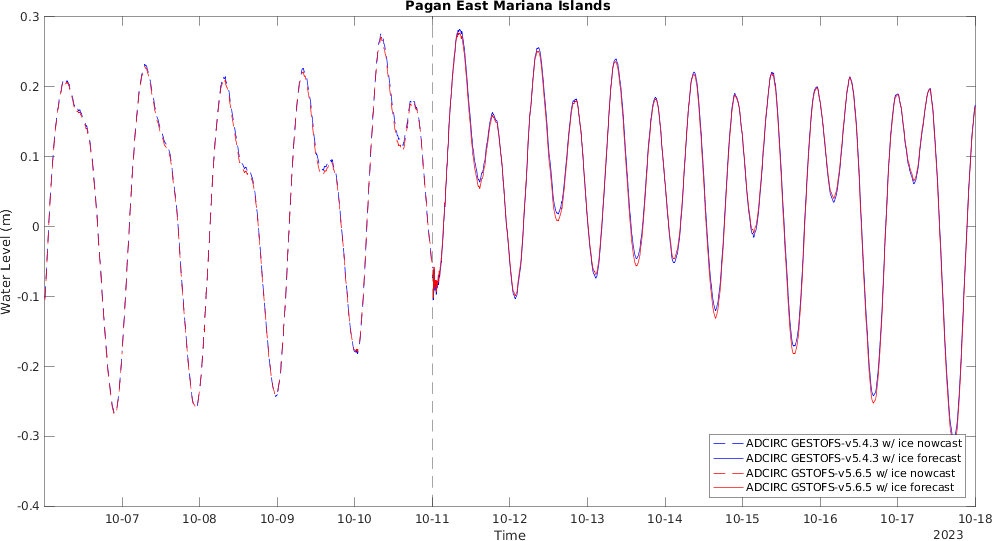 Pagan East Mariana Islands
0.3
0.2
0.1
0
-0.1
-0.2
-0.3
-0.4
Water Level (m)
ADCIRC GESTOFS-v5.4.3 w/ ice nowcast
ADCIRC GESTOFS-v5.4.3 w/ ice forecast
ADCIRC GSTOFS-v5.6.5 w/ ice nowcast
ADCIRC GSTOFS-v5.6.5 w/ ice forecast
10-07 10-08 10-09 10-10 10-11 10-12 10-13 10-14 10-15 10-16 10-17 10-18
Time
2023